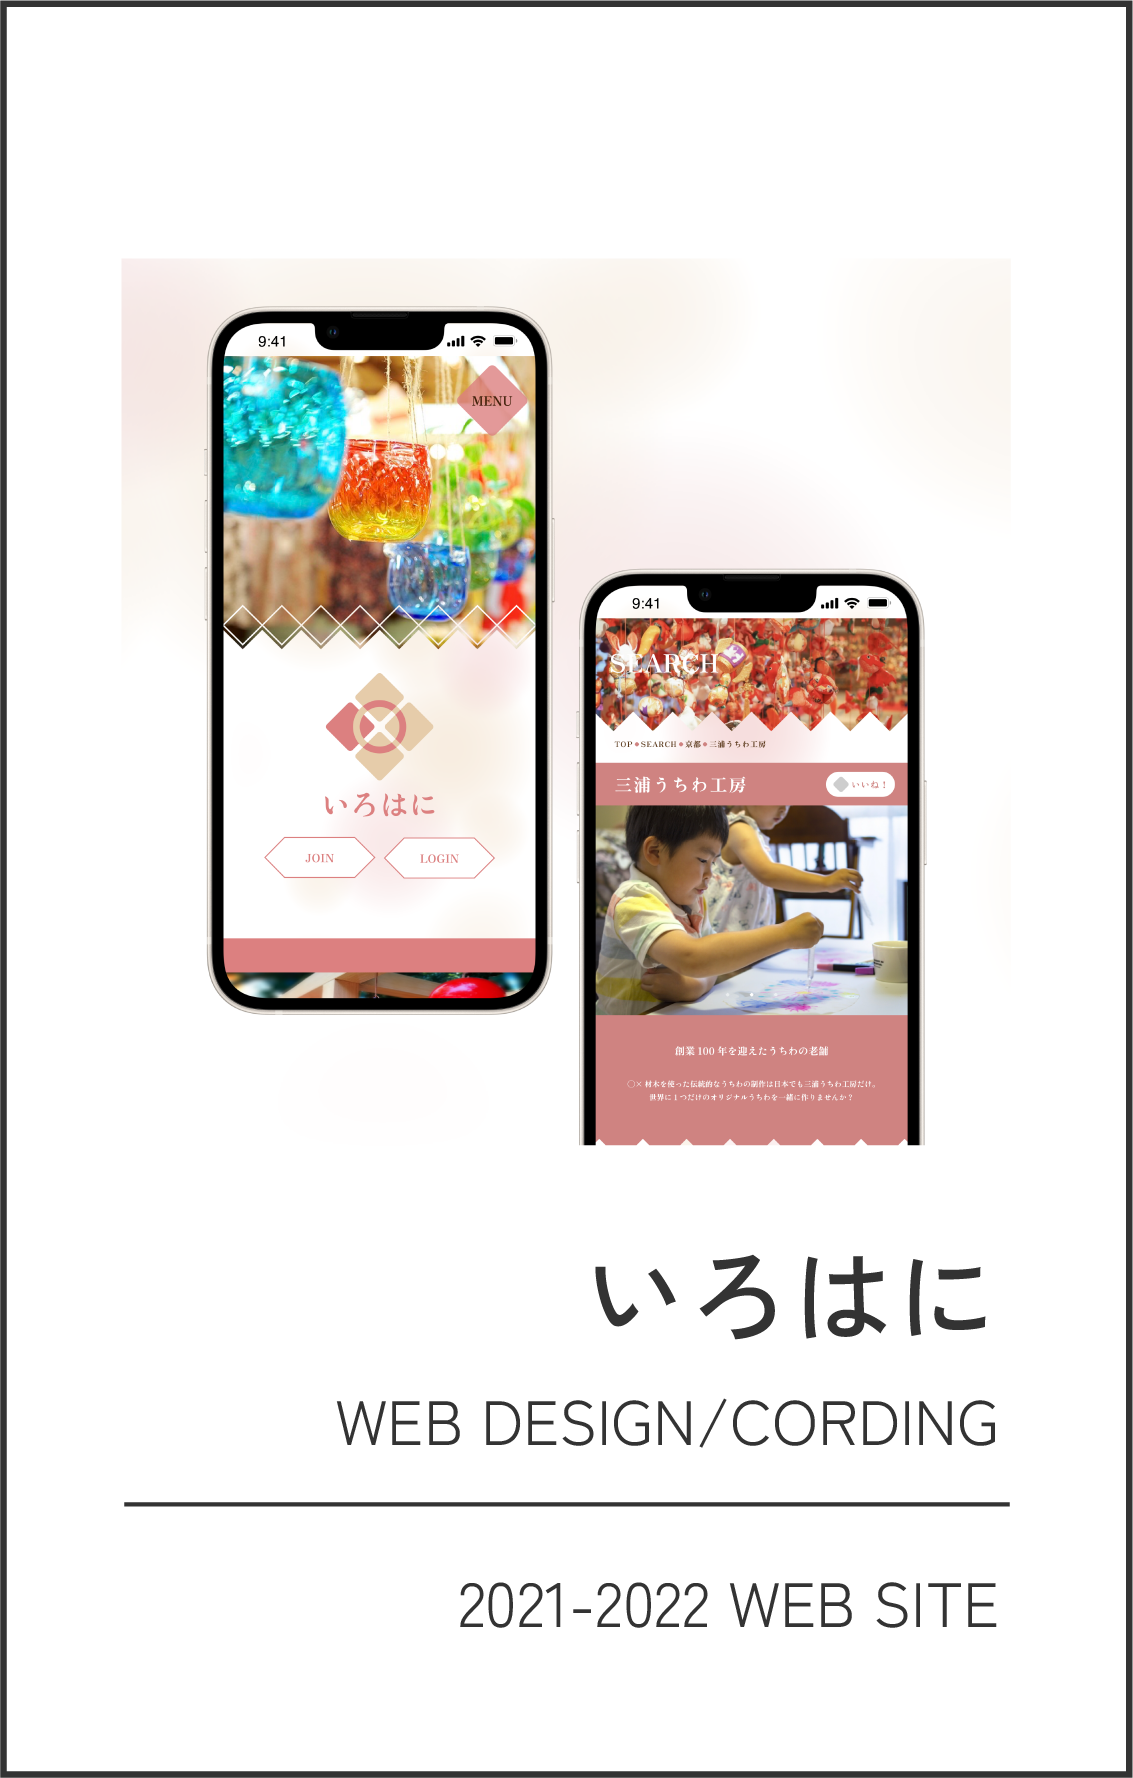 9:41
MENU
いろはに
JOIN
LOGIN
9:41
SEARCH
TOP●SEARCH●京都●三浦うちわ工房
三浦うちわ工房
いいね！
創業100年を迎えたうちわの老舗
○×材木を使った伝統的なうちわの制作は日本でも三浦うちわ工房だけ。
世界に1つだけのオリジナルうちわを一緒に作りませんか？
いろはに
WEB DESIGN/CORDING
2021-2022 WEB SITE